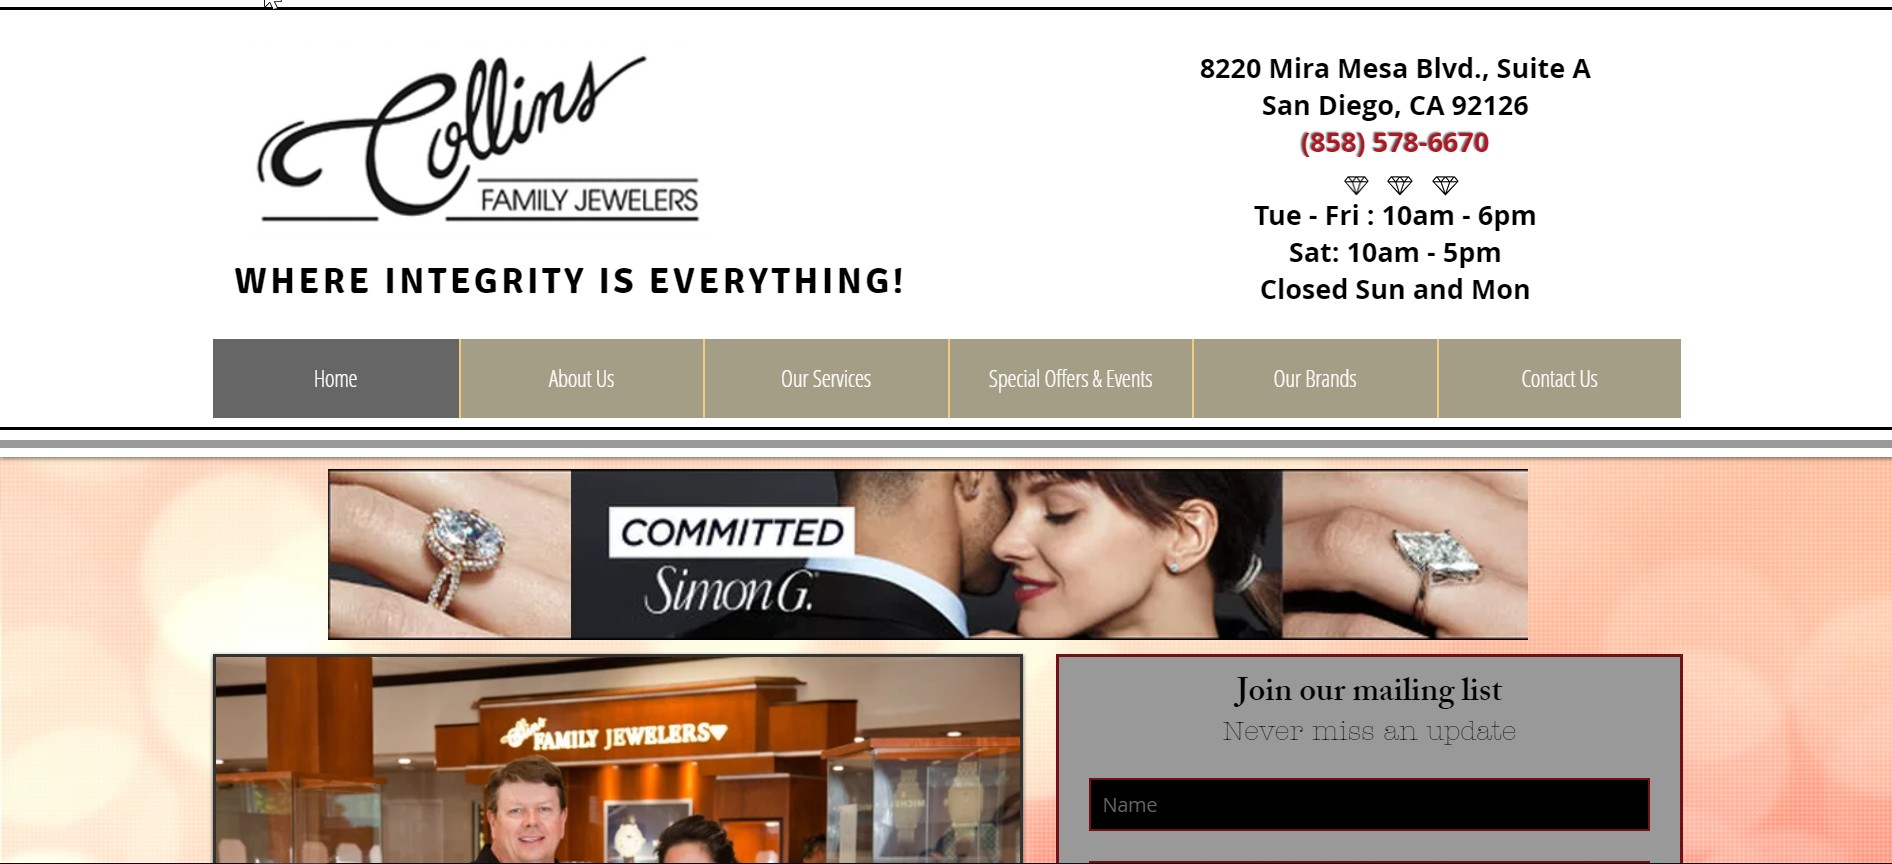 Collins
FAMILY JEWELERS
WHERE INTEGRITY IS EVERYTHING!
8220 Mira Mesa Blvd., Suite A
San Diego, CA 92126
(858) 578-6670
Tue - Fri : 10am - 6pm
Sat: 10am - 5pm
Closed Sun and Mon
Home
About Us
Our Services
Special Offers & Events
Our Brands
Contact Us
COMMITTED
Simon G.
Collins
FAMILY JEWELERS
Join our mailing list
Never miss an update
Name